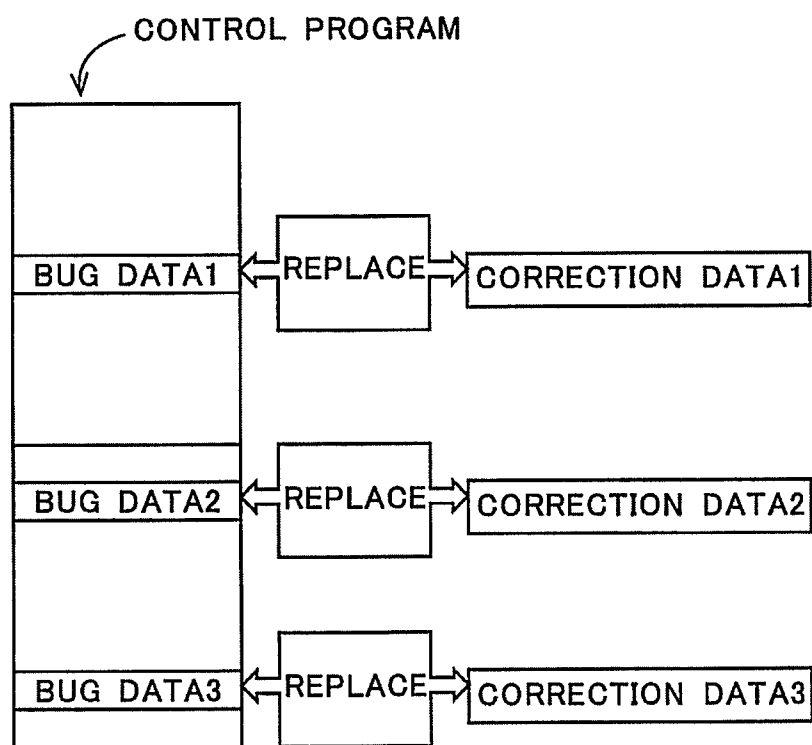 CONTROL PROGRAM
BUG DATA1 REPLACE CORRECTION DATA1
BUG DATA2 REPLACE CORRECTION DATA2
BUG DATA3 REPLACE CORRECTION DATA3